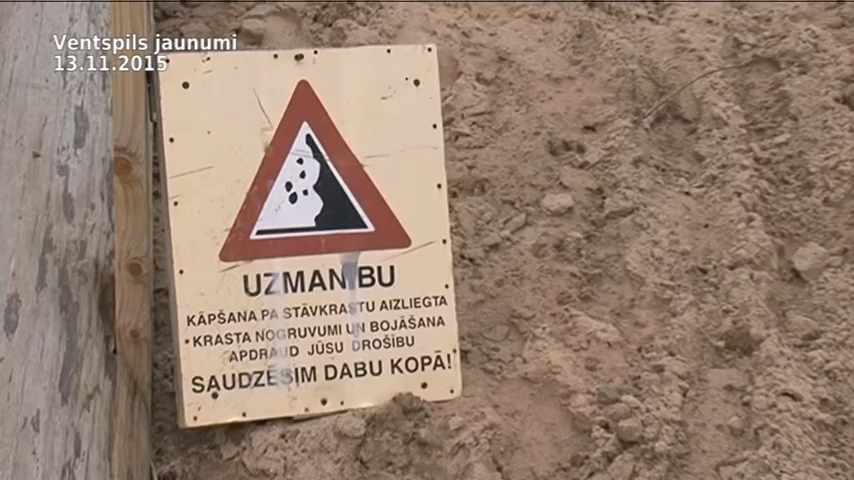 Ventspils jaunumi
13.11.2015
UZMANĪBU
KĀPŠANA PA STĀVKRASTU AIZLIEGTA
KRASTA NOGRUVUMI UN BOJĀŠANA
APDRAUD JŪSU DROŠĪBU
SAUDZĒSIM DABU KOPĀ!